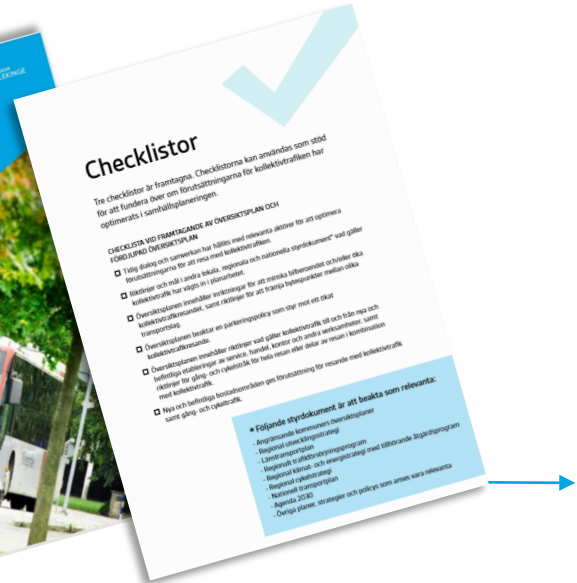 REGION
BLEKINGE
Checklistor
Tre checklistor är framtagna. Checklistorna kan användas som stöd
för att fundera över om förutsättningarna för kollektivtrafiken har
optimerats i samhällsplaneringen.
CHECKLISTA VID FRAMTAGANDE AV ÖVERSIKTSPLAN OCH
FÖRDJUPAD ÖVERSIKTSPLAN
Tidig dialog och samverkan har hållits med relevanta aktörer för att optimera
förutsättningarna för att resa med kollektivtrafiken.
Riktlinjer och mål i andra lokala, regionala och nationella styrdokument* vad gäller
kollektivtrafik har vägts in i planarbetet.
Översiktsplanen innehåller inriktningar för att minska bilberoendet och/eller öka
kollektivtrafikresandet, samt riktlinjer för att främja bytespunkter mellan olika
transportslag.
Översiktsplanen beaktar en parkeringspolicy som styr mot ett ökat
kollektivtrafikresande.
Översiktsplanen innehåller riktlinjer vad gäller kollektivtrafik till och från nya och
befintliga etableringar av service, handel, kontor och andra verksamheter, samt
riktlinjer för gång- och cykelstråk för hela resan eller delar av resan i kombination
med kollektivtrafik.
Nya och befintliga bostadsområden ges förutsättning för resande med kollektivtrafik
samt gång- och cykeltrafik.
* Följande styrdokument är att beakta som relevanta:
- Angränsande kommuners översiktsplaner
- Regional utvecklingsstrategi
- Länstransportplan
- Regionalt trafikförsörjningsprogram
- Regional klimat- och energistrategi med tillhörande åtgärdsprogram
- Regional cykelstrategi
- Nationell transportplan
- Agenda 2030
- Övriga planer, strategier och policys som anses vara relevanta